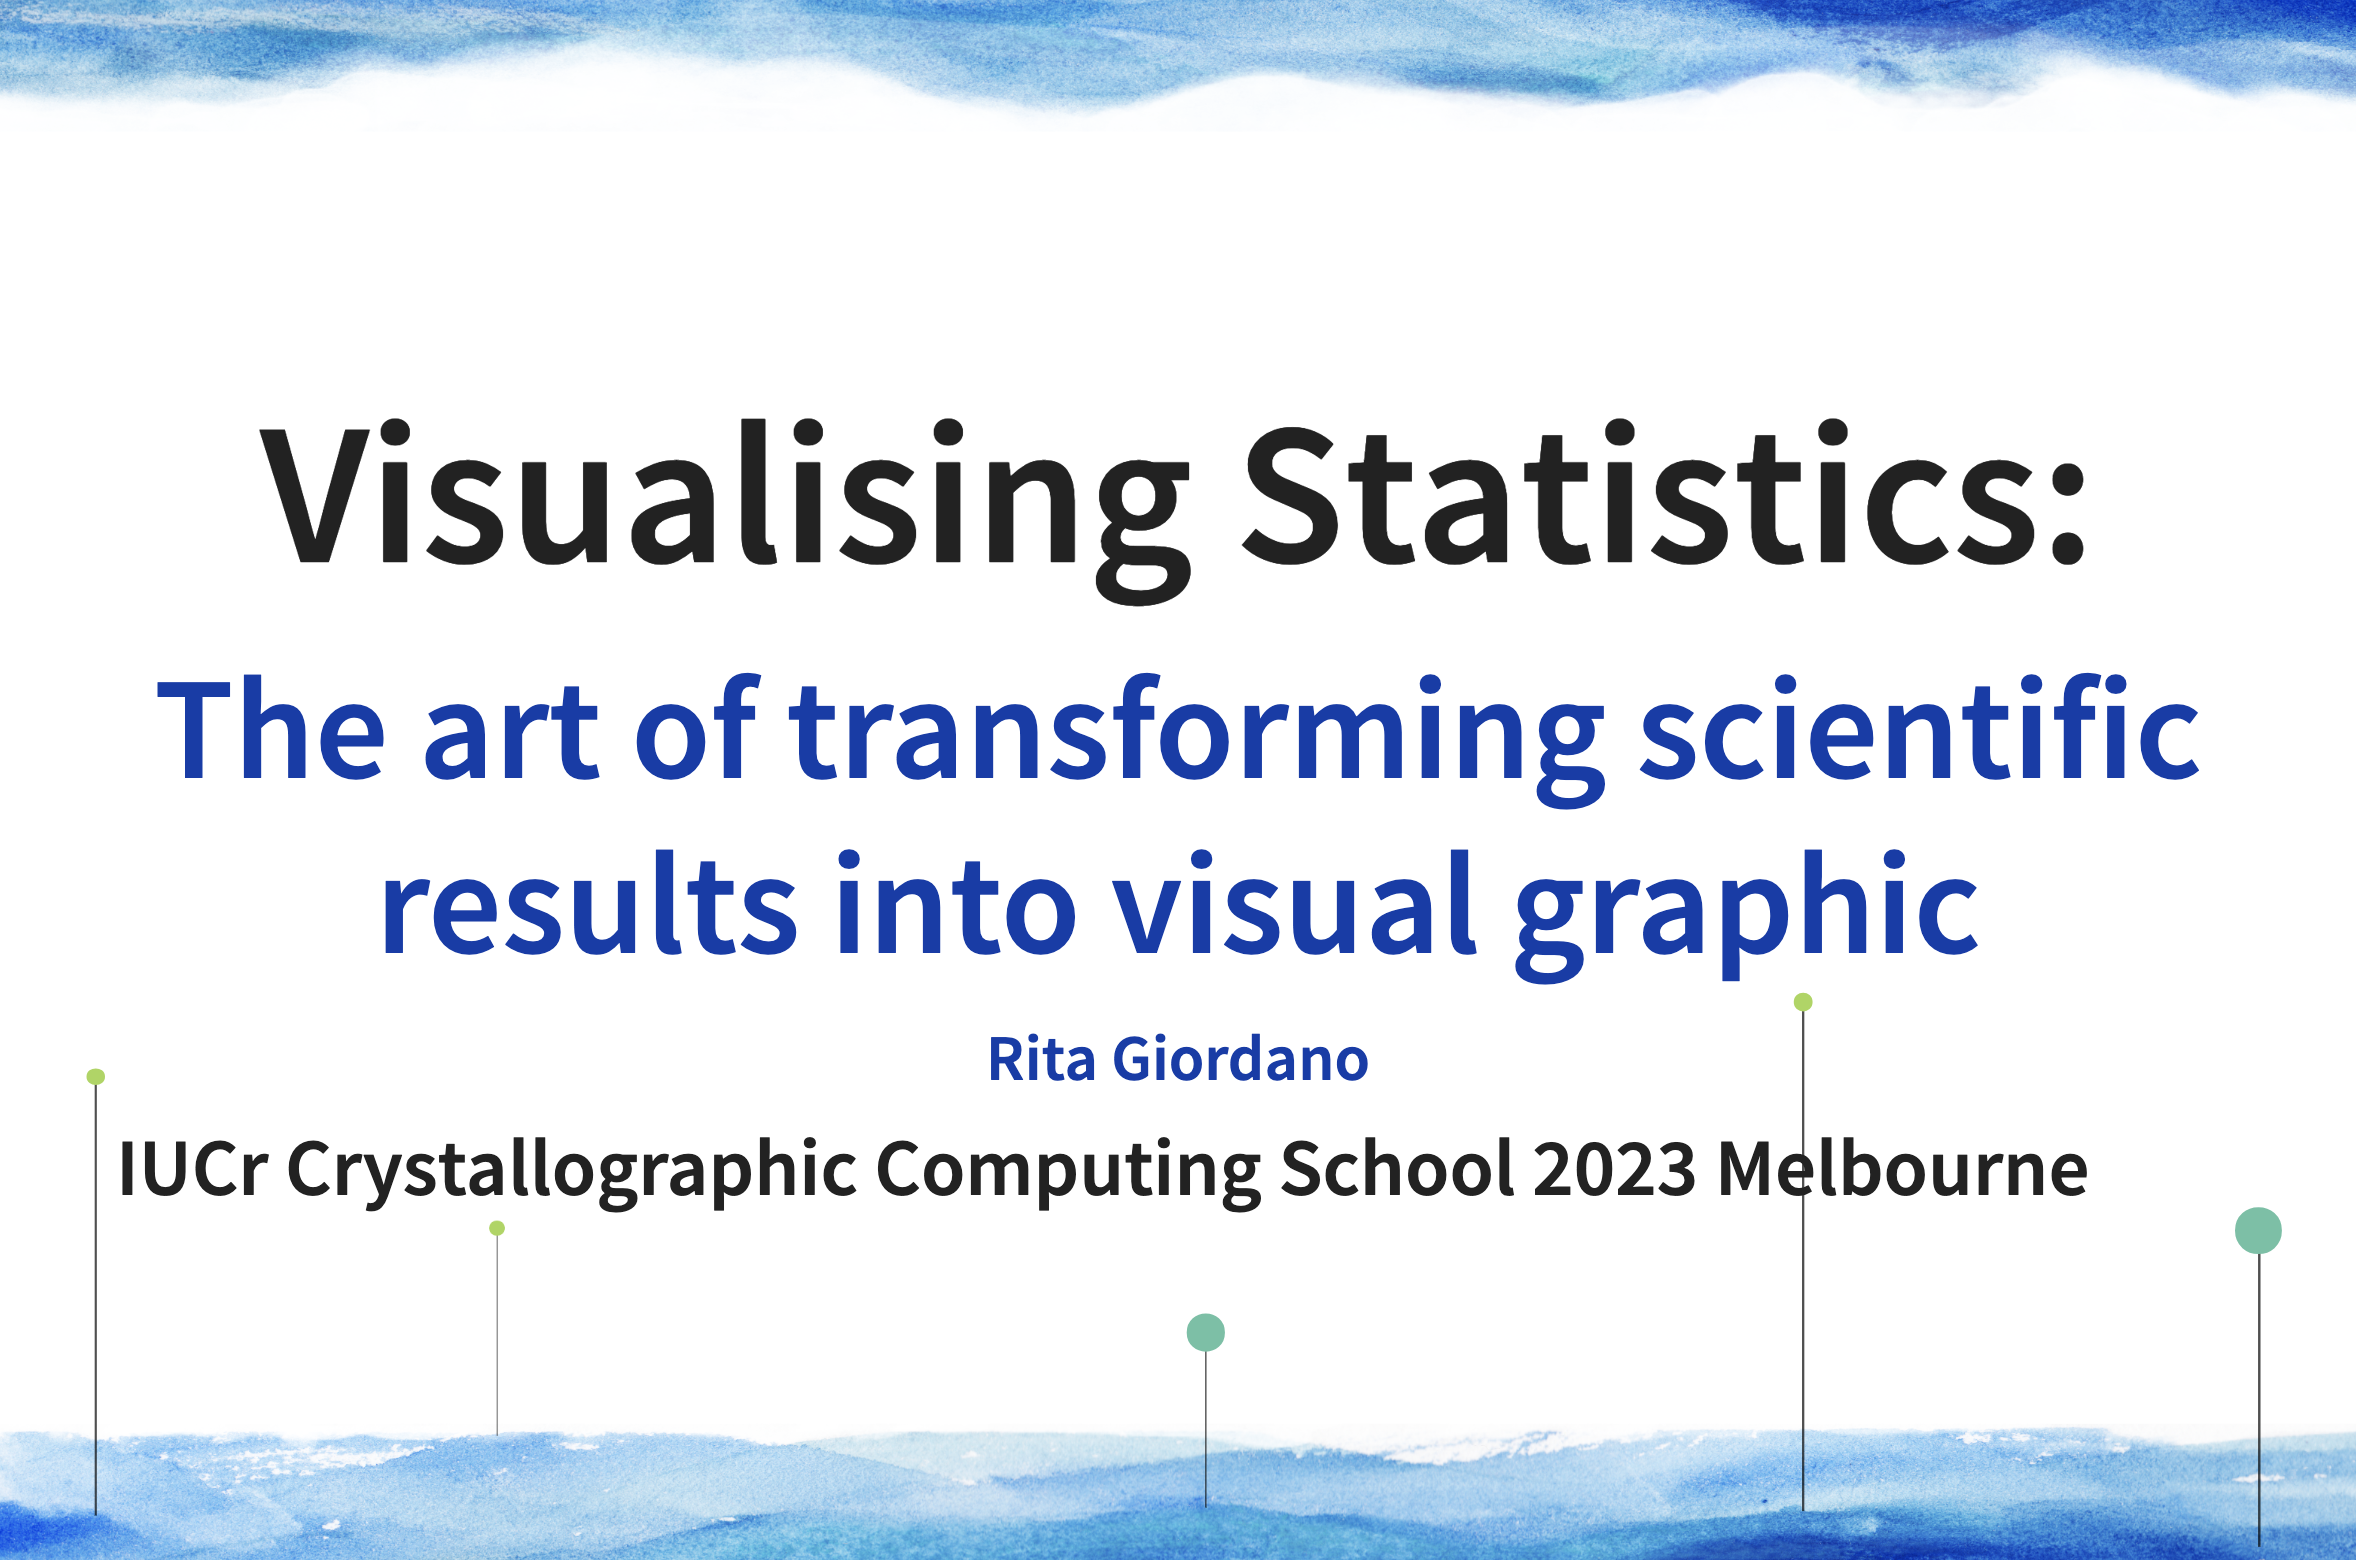 Visualising Statistics:
The art of transforming scientific
results into visual graphic
Rita Giordano
IUCr Crystallographic Computing School 2023 Melbourne